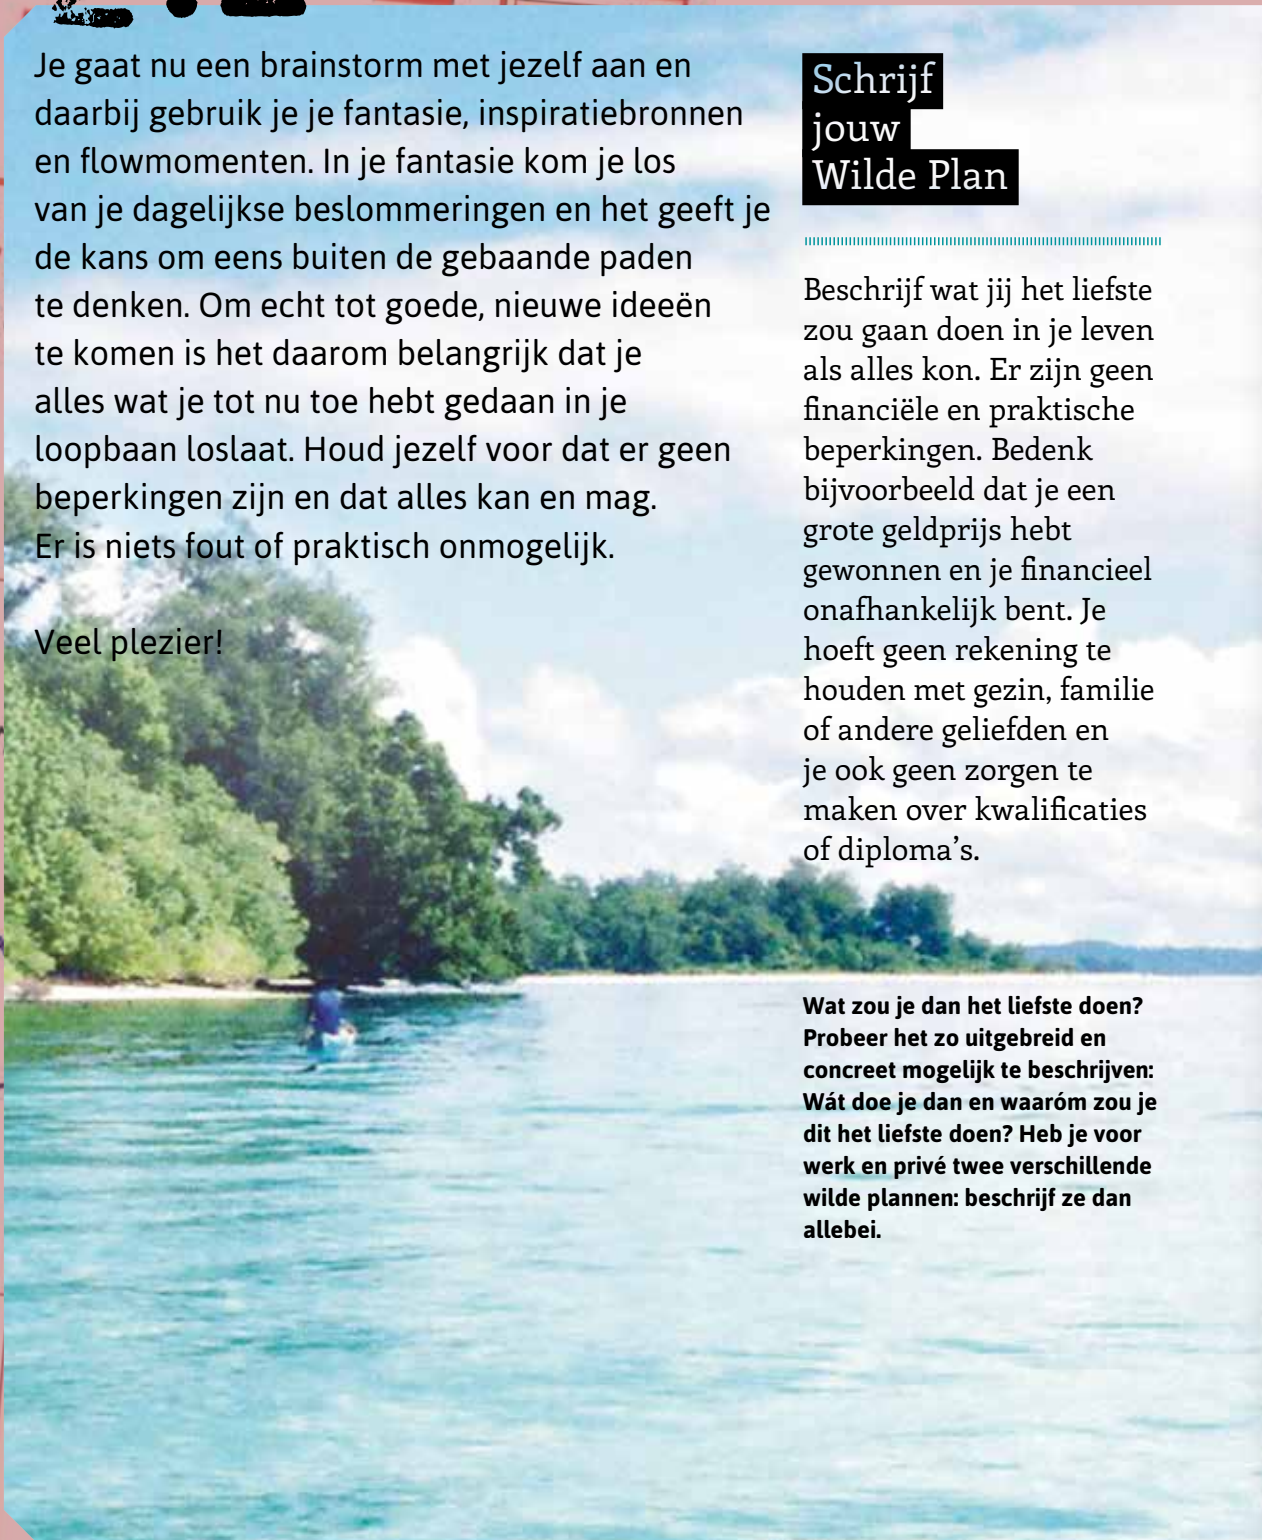 Je gaat nu een brainstorm met jezelf aan en
daarbij gebruik je je fantasie, inspiratiebronnen
en flowmomenten. In je fantasie kom je los
van je dagelijkse beslommeringen en het geeft je
de kans om eens buiten de gebaande paden
te denken. Om echt tot goede, nieuwe ideeën
te komen is het daarom belangrijk dat je
alles wat je tot nu toe hebt gedaan in je
loopbaan loslaat. Houd jezelf voor dat er geen
beperkingen zijn en dat alles kan en mag.
Er is niets fout of praktisch onmogelijk.
Veel plezier!
Schrijf
jouw
Wilde Plan
Beschrijf wat jij het liefste
zou gaan doen in je leven
als alles kon. Er zijn geen
financiële en praktische
beperkingen. Bedenk
bijvoorbeeld dat je een
grote geldprijs hebt
gewonnen en je financieel
onafhankelijk bent. Je
hoeft geen rekening te
houden met gezin, familie
of andere geliefden en
je ook geen zorgen te
maken over kwalificaties
of diploma's.
Wat zou je dan het liefste doen?
Probeer het zo uitgebreid en
concreet mogelijk te beschrijven:
Wát doe je dan en waaróm zou je
dit het liefste doen? Heb je voor
werk en privé twee verschillende
wilde plannen: beschrijf ze dan
allebei.